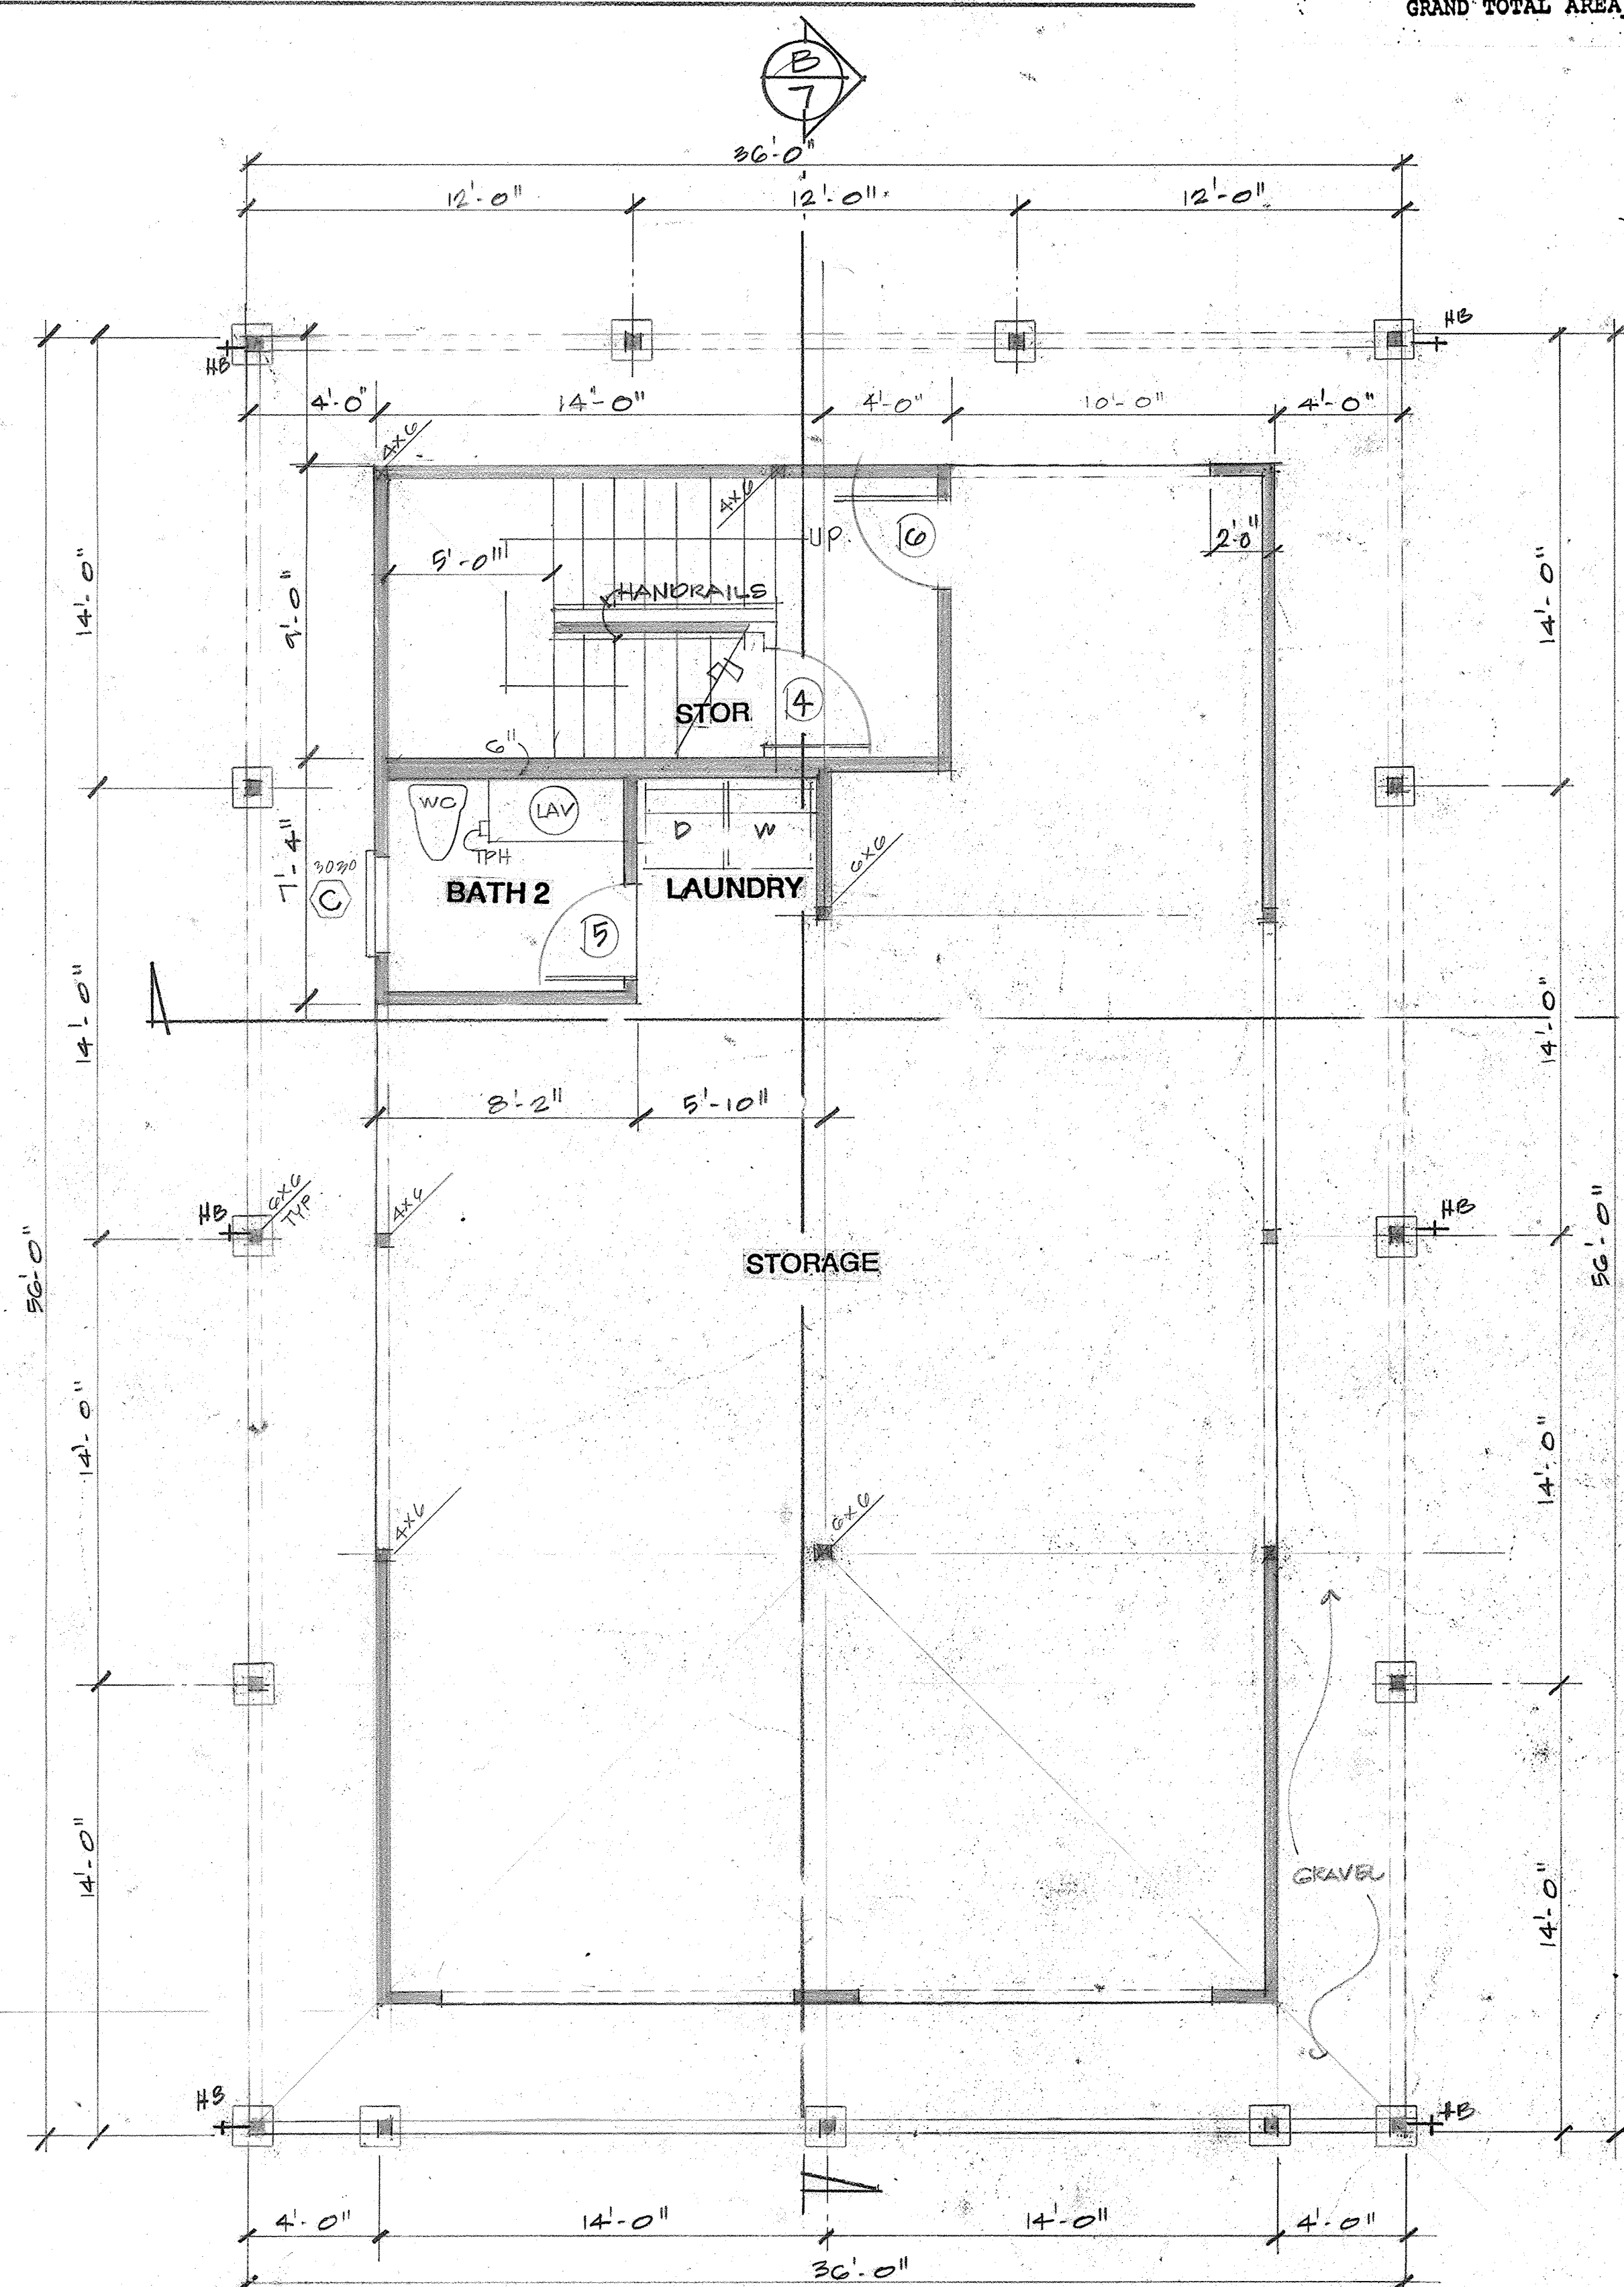 GRAND TOTAL AREA
B
7
36'-0"
12'-0" 12'-0" 12'-0"
HB
HB
4'-0" 14'-0" 4'-0" 10'-0" 4'-0"
4X6
4X6
UP.
6
2'-0"
14'-0"
9'-0"
5'-0"
14'-0"
HANDRAILS
STOR.
4
6"
WC
LAV
TPH
D W
6X6
7'-4"
3030
C
BATH 2
LAUNDRY
5
14'-0"
14'-0"
8'-2" 5'-10"
HB
6X6
TYP.
4X6
HB
56'-0"
STORAGE
56'-0"
14'-0"
14'-0"
4X6
6X6
GRAVEL
14'-0"
14'-0"
HB
HB
4'-0" 14'-0" 14'-0" 4'-0"
36'-0"